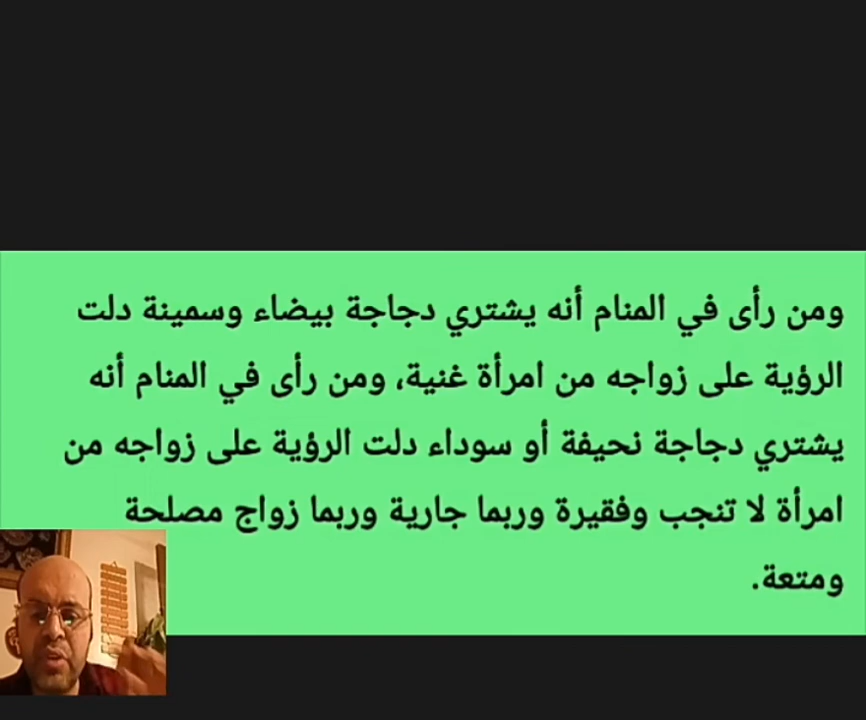 ومن رأى في المنام أنه يشتري دجاجة بيضاء وسمينة دلت
الرؤية على زواجه من امرأة غنية، ومن رأى في المنام أنه
يشتري دجاجة نحيفة أو سوداء دلت الرؤية على زواجه من
امرأة لا تنجب وفقيرة وربما جارية وربما زواج مصلحة
ومتعة.